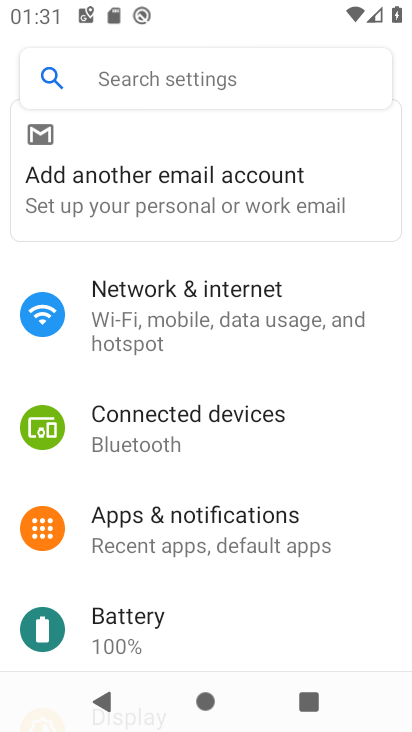 01:31
Search settings
Add another email account
Set up your personal or work email
Network & internet
Wi-Fi, mobile, data usage, and
hotspot
Connected devices
Bluetooth
Apps & notifications
Recent apps, default apps
Battery
100%
Display